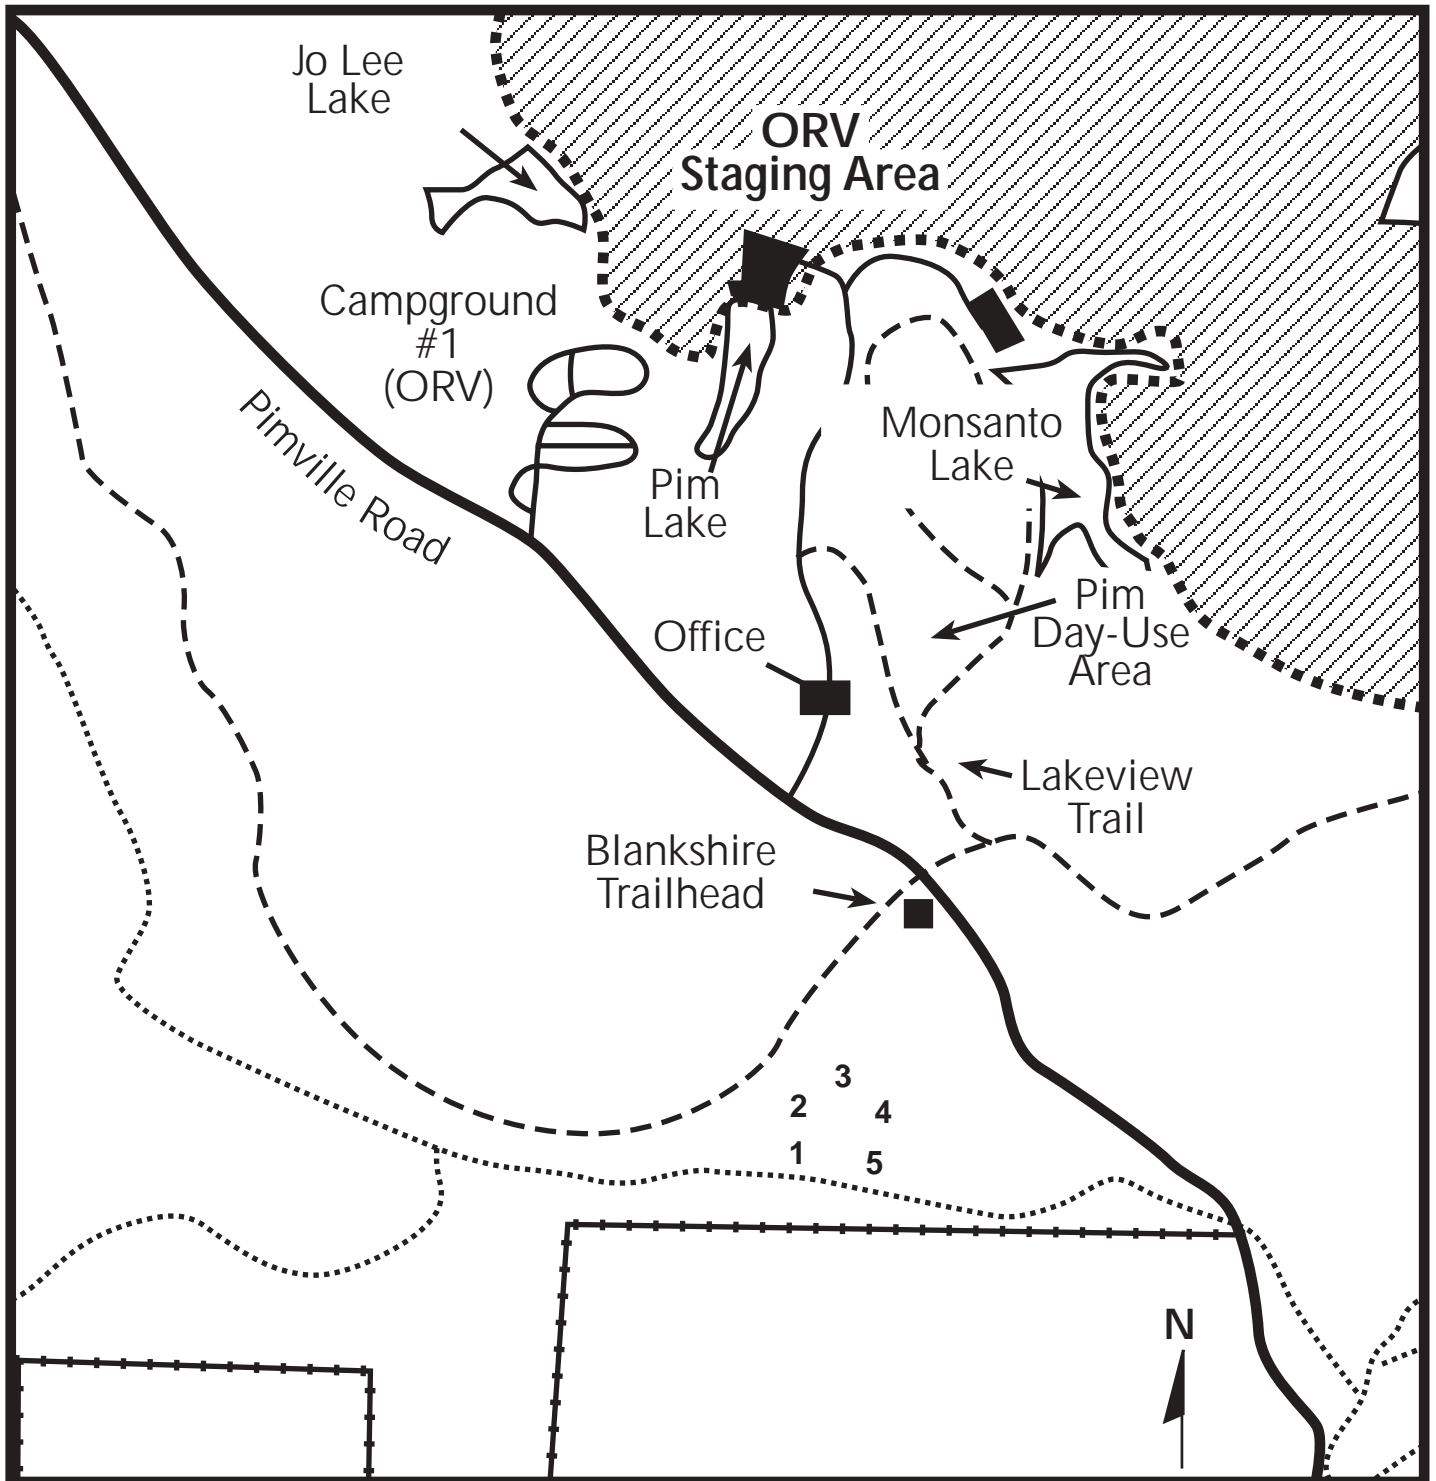 Jo Lee
Lake
ORV
Staging Area
Campground
#1
(ORV)
Pimville Road
Monsanto
Lake
Pim
Lake
Pim
Day-Use
Area
Office
Lakeview
Trail
Blankshire
Trailhead
3
2
4
1
5
N